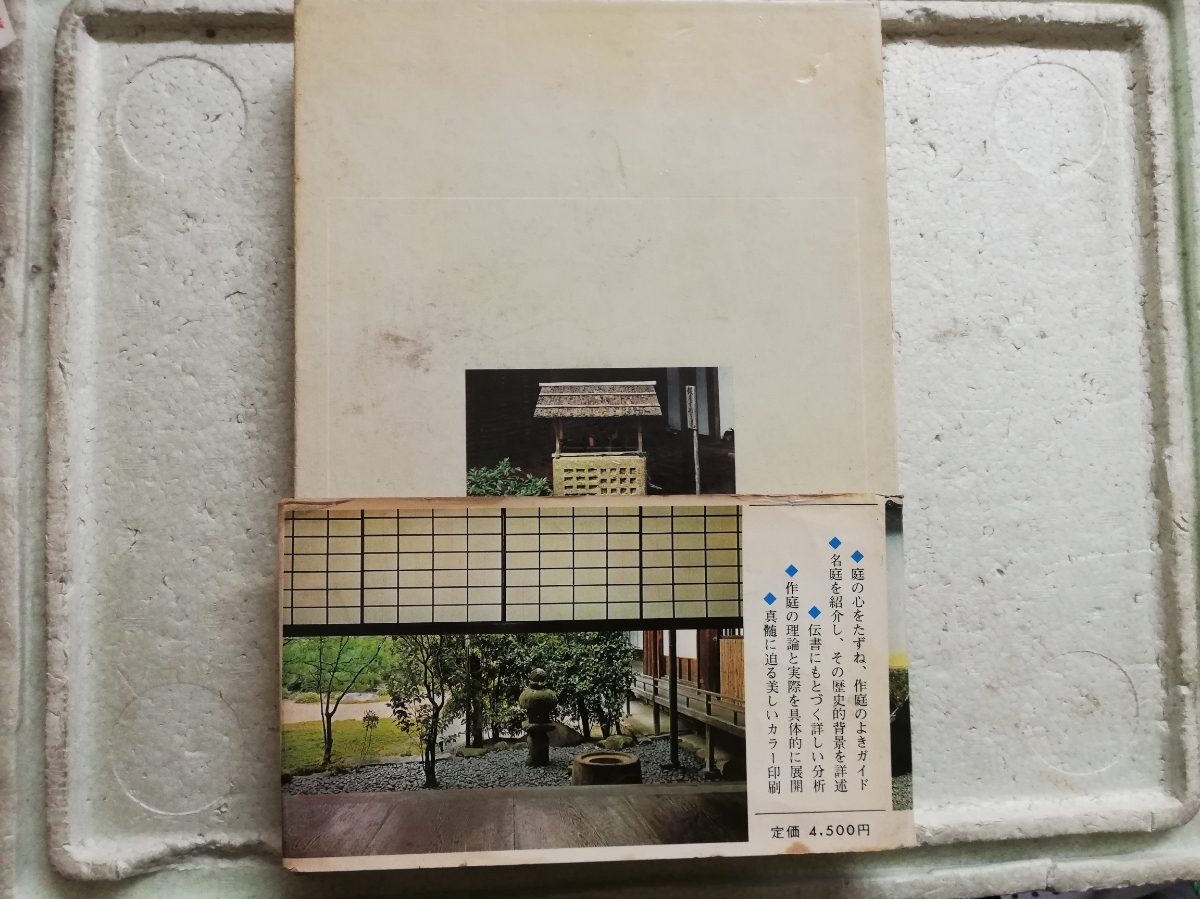 ◆庭の心をたずね、作庭のよきガイド
◆名庭を紹介し、その歴史的背景を詳述
◆伝書にもとづく詳しい分析
◆作庭の理論と実際を具体的に展開
◆真髄に迫る美しいカラー印刷
定価 4,500円